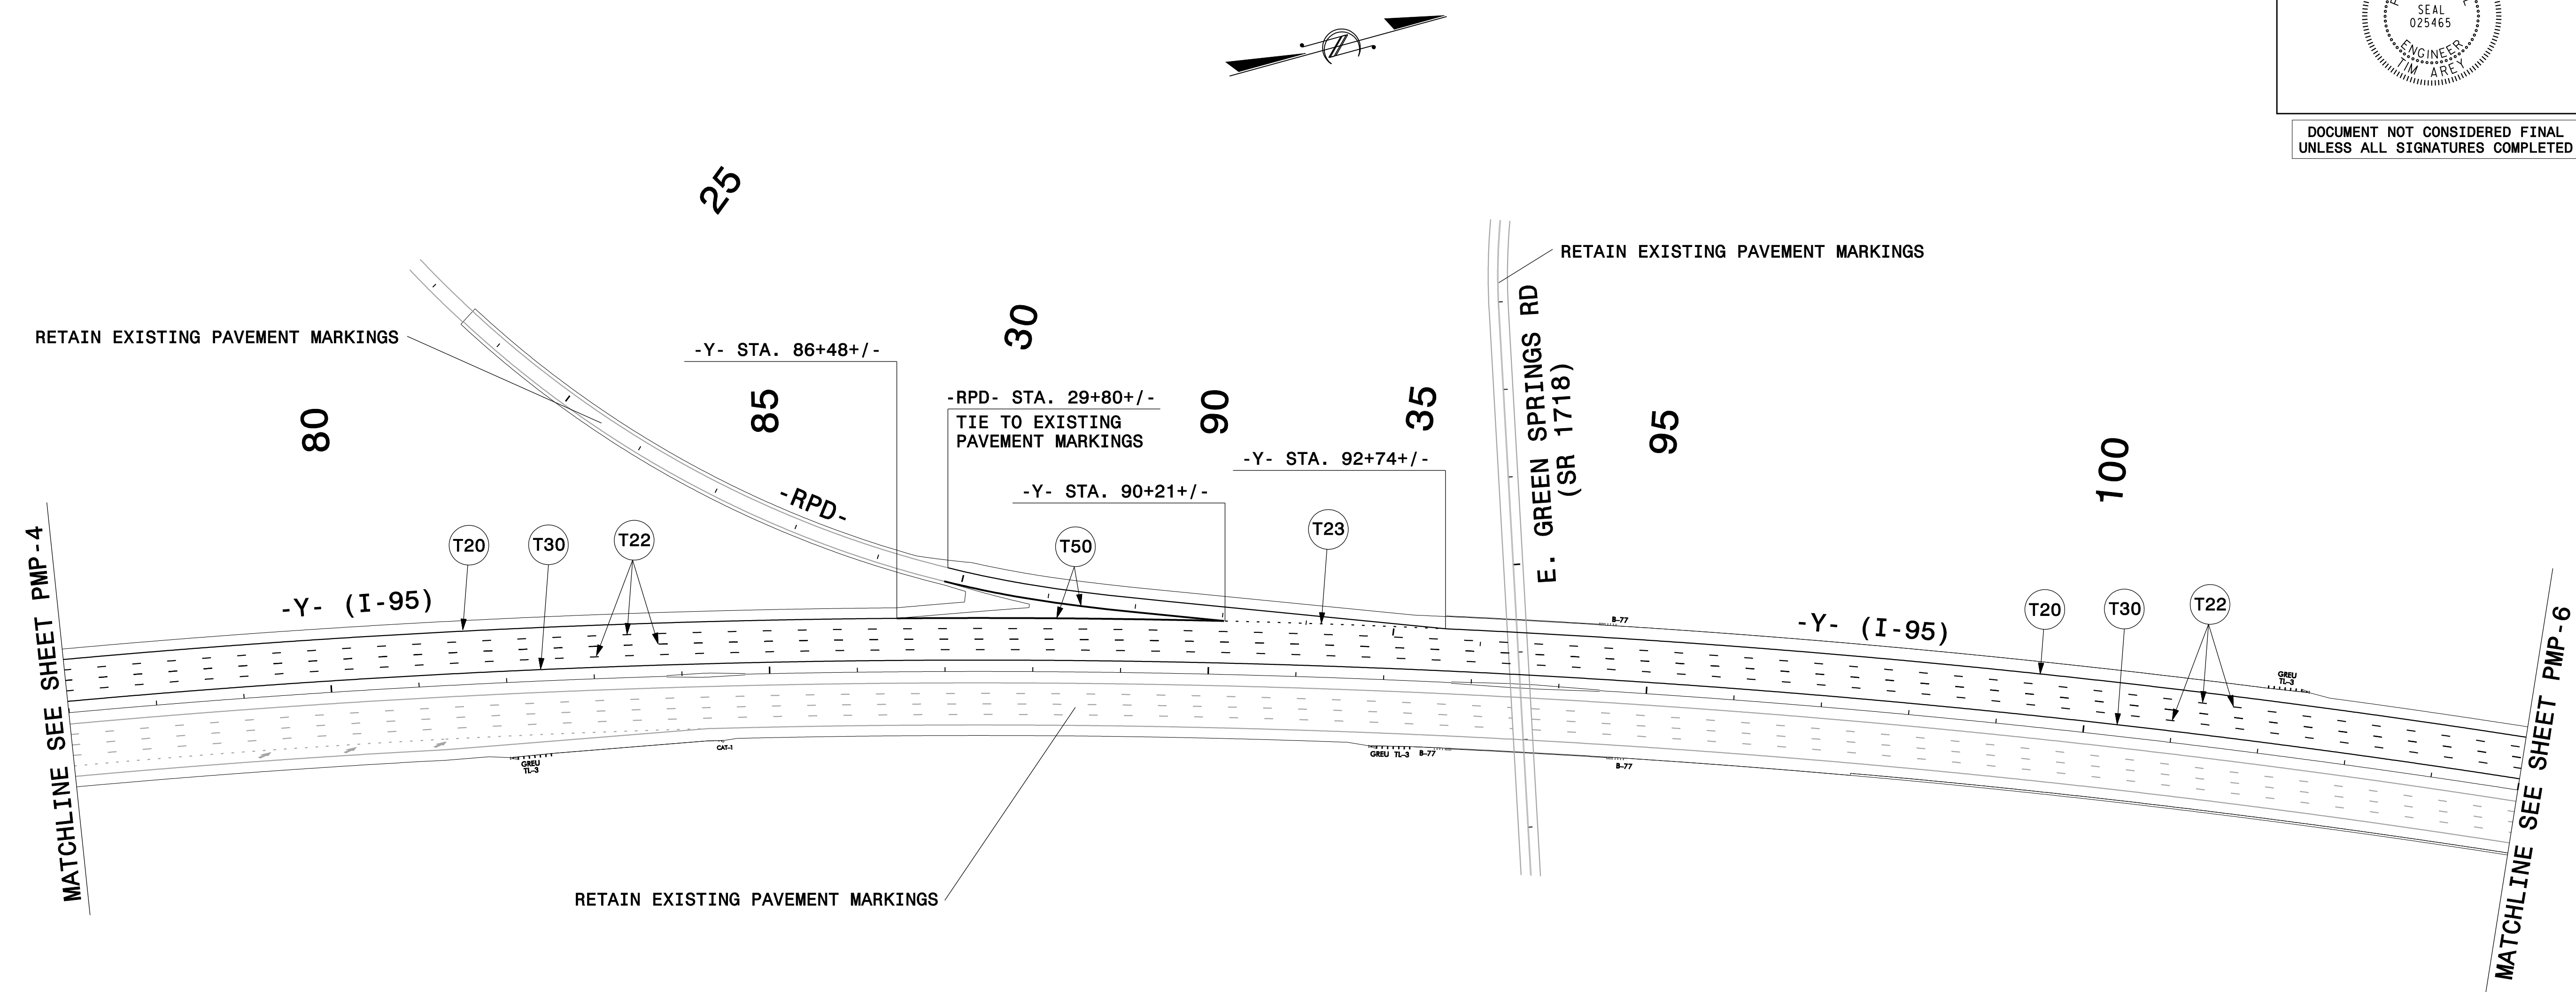 SEAL
025465
ENGINEER
TIM AREY
DOCUMENT NOT CONSIDERED FINAL
UNLESS ALL SIGNATURES COMPLETED
25
RETAIN EXISTING PAVEMENT MARKINGS
RETAIN EXISTING PAVEMENT MARKINGS
-Y- STA. 86+48+/-
30
80
85
-RPD- STA. 29+80+/-
TIE TO EXISTING
PAVEMENT MARKINGS
90
35
95
100
-Y- STA. 92+74+/-
-Y- STA. 90+21+/-
E. GREEN SPRINGS RD
(SR 1718)
-RPD-
T20
T30
T22
T50
T23
T20
T30
T22
-Y- (I-95)
-Y- (I-95)
B-77
GREU
TL-3
MATCHLINE SEE SHEET PMP-4
MATCHLINE SEE SHEET PMP-6
GREU
TL-3
CAT-1
GREU TL-3
B-77
B-77
RETAIN EXISTING PAVEMENT MARKINGS